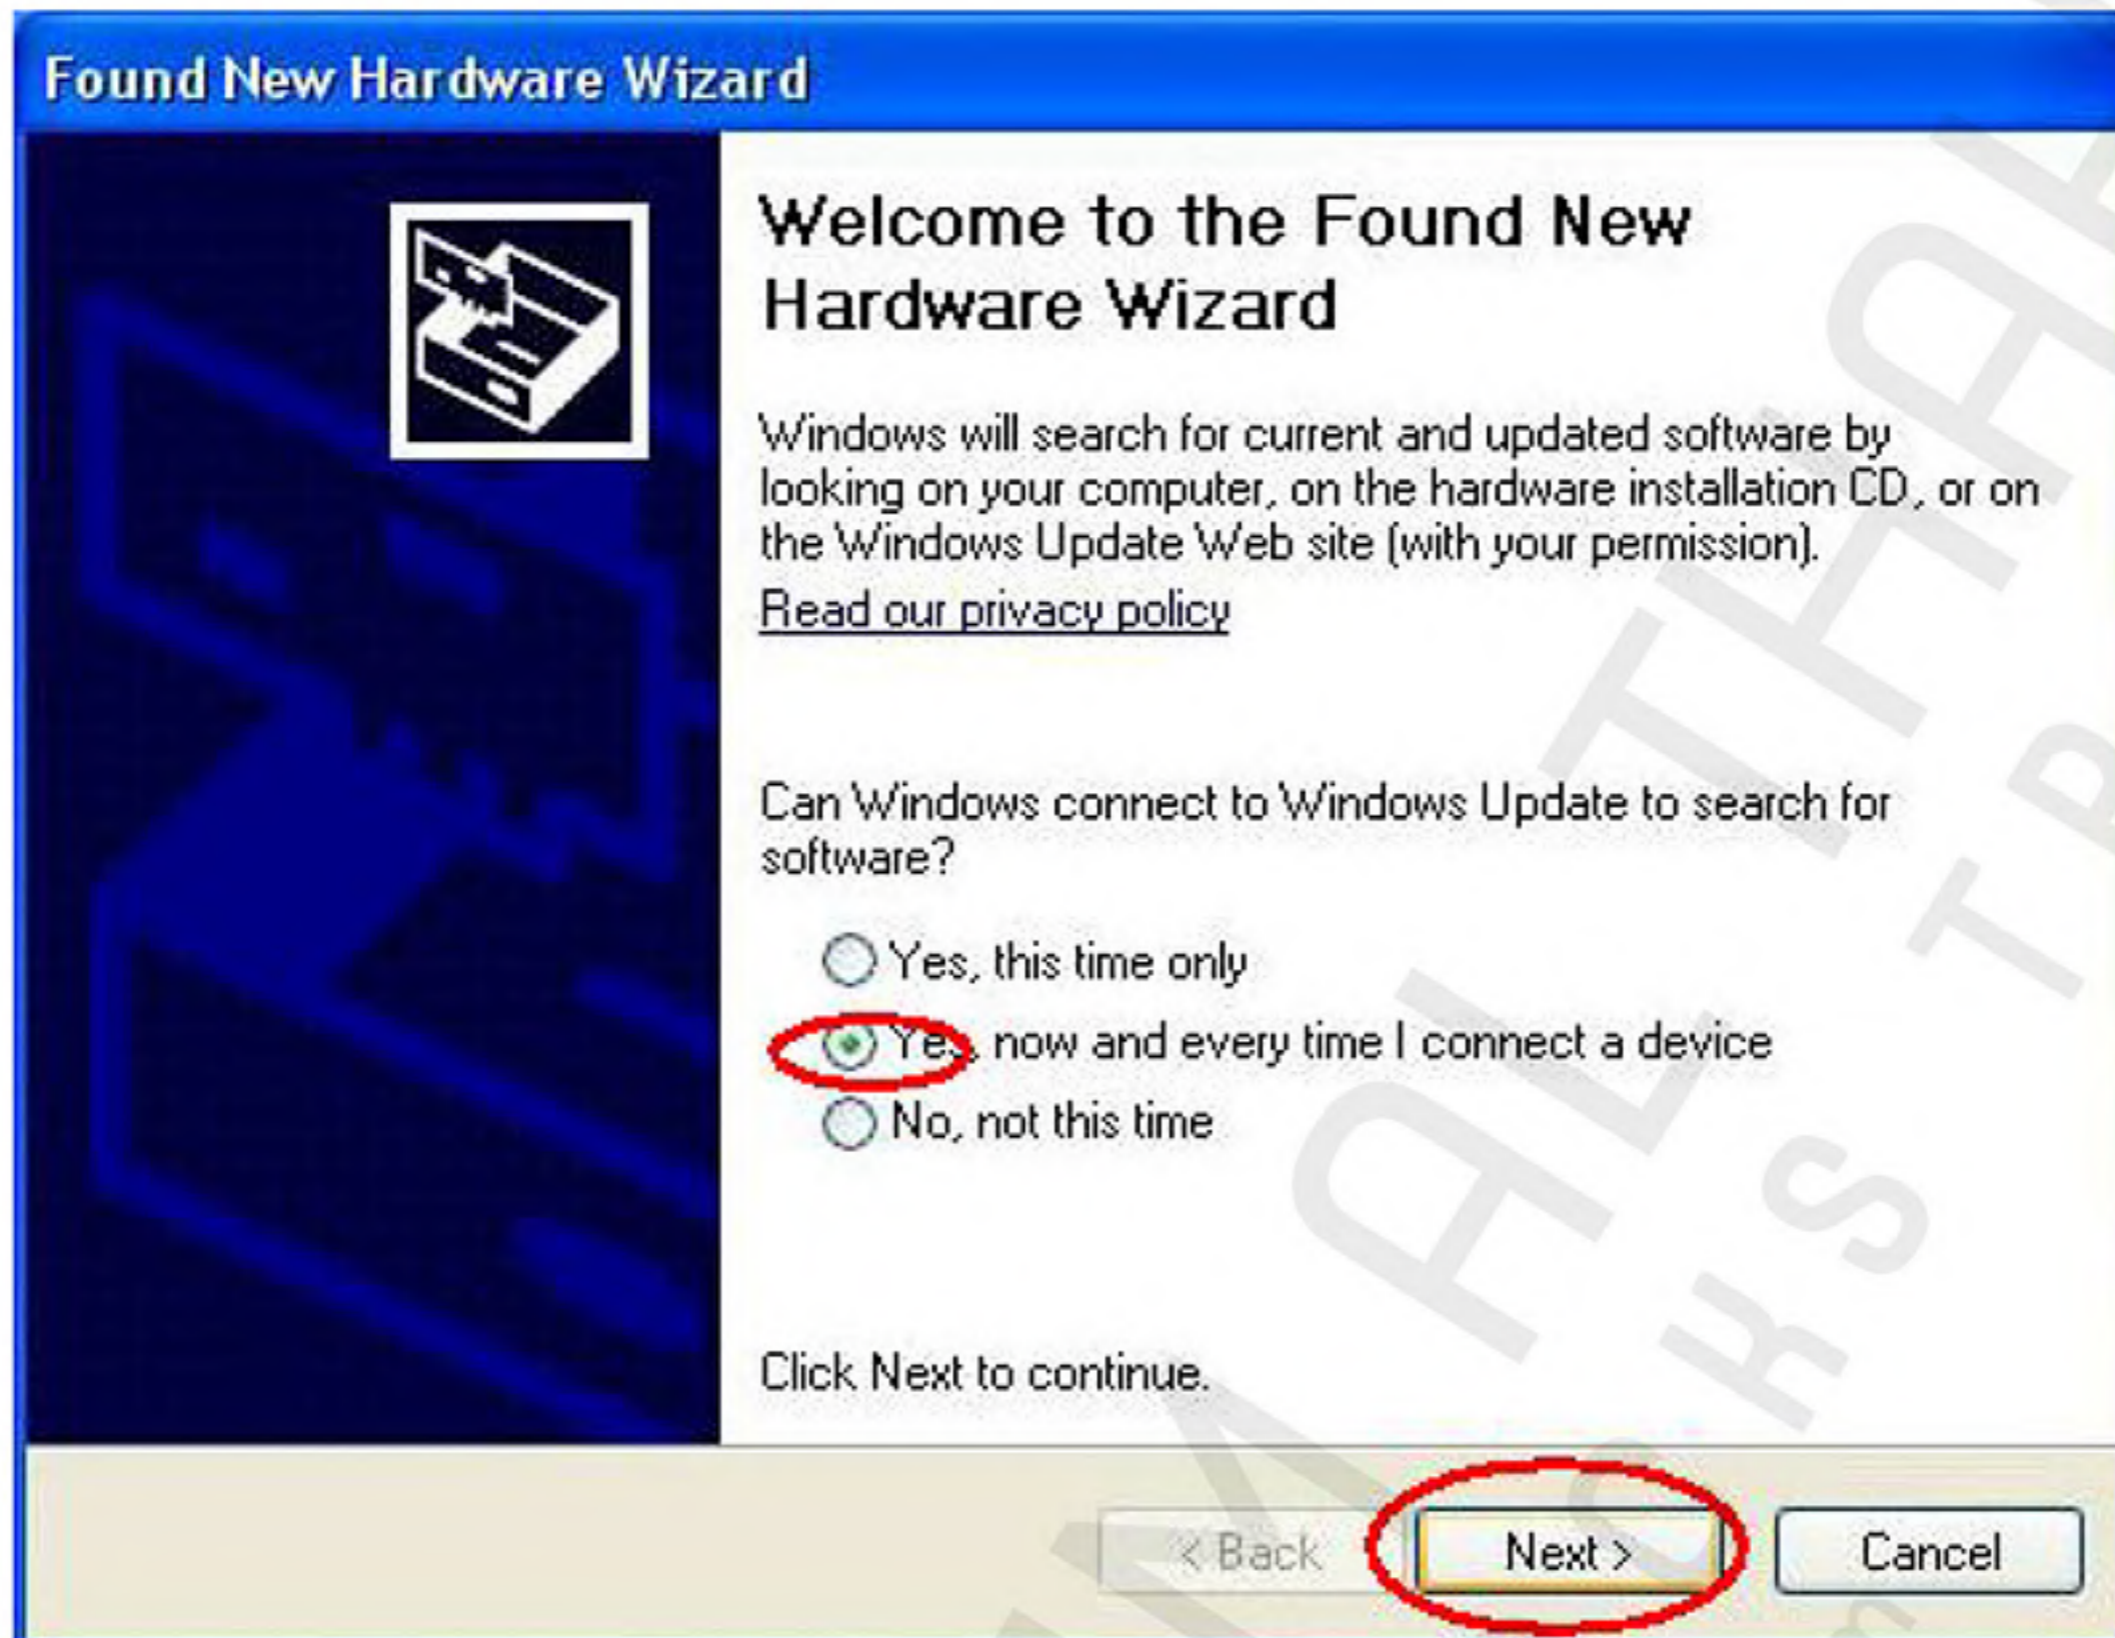 Found New Hardware Wizard
Welcome to the Found New
Hardware Wizard
Windows will search for current and updated software by
looking on your computer, on the hardware installation CD, or on
the Windows Update Web site (with your permission).
Read our privacy policy
Can Windows connect to Windows Update to search for
software?
Yes, this time only
Yes, now and every time I connect a device
No, not this time
Click Next to continue.
< Back
Next >
Cancel